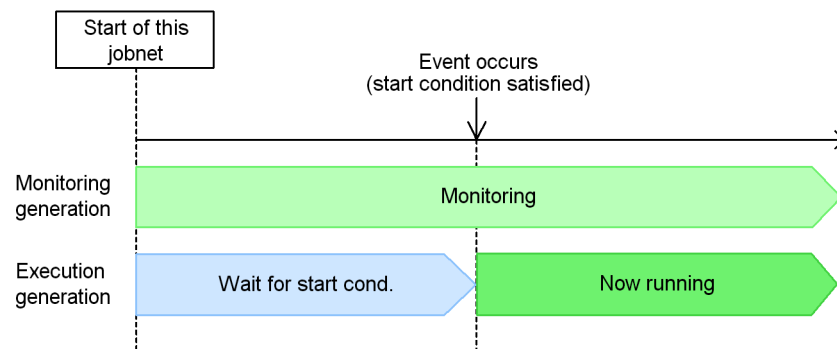 Start of this
jobnet
Event occurs
(start condition satisfied)
Monitoring
generation
Monitoring
Execution
generation
Wait for start cond.
Now running